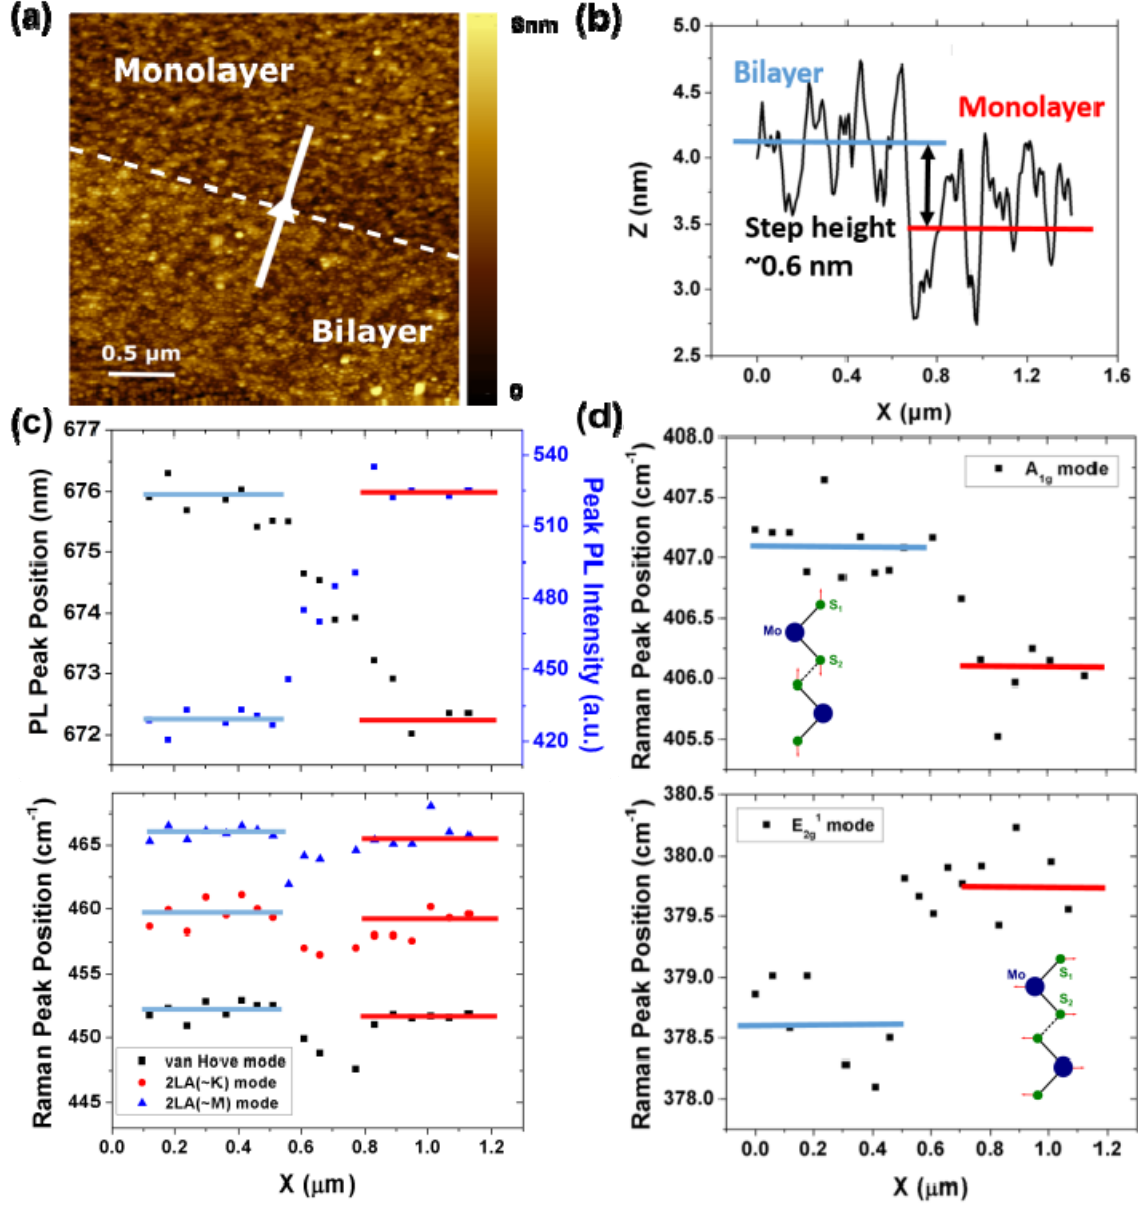 (a)
Monolayer
Bilayer
0.5 μm
8nm
0
(b)
Bilayer
Monolayer
Step height
~0.6 nm
Z (nm)
5.0
4.5
4.0
3.5
3.0
2.5
0.0 0.4 0.8 1.2 1.6
X (μm)
(c)
PL Peak Position (nm)
677
676
675
674
673
672
Peak PL Intensity (a.u.)
540
510
480
450
420
Raman Peak Position (cm⁻¹)
465
460
455
450
445
van Hove mode
2LA(~K) mode
2LA(~M) mode
0.0 0.2 0.4 0.6 0.8 1.0 1.2
X (μm)
(d)
Raman Peak Position (cm⁻¹)
408.0
407.5
407.0
406.5
406.0
405.5
A₁g mode
Mo
S₁
S₂
Raman Peak Position (cm⁻¹)
380.5
380.0
379.5
379.0
378.5
378.0
E₂g¹ mode
Mo
S₁
S₂
0.0 0.2 0.4 0.6 0.8 1.0 1.2
X (μm)